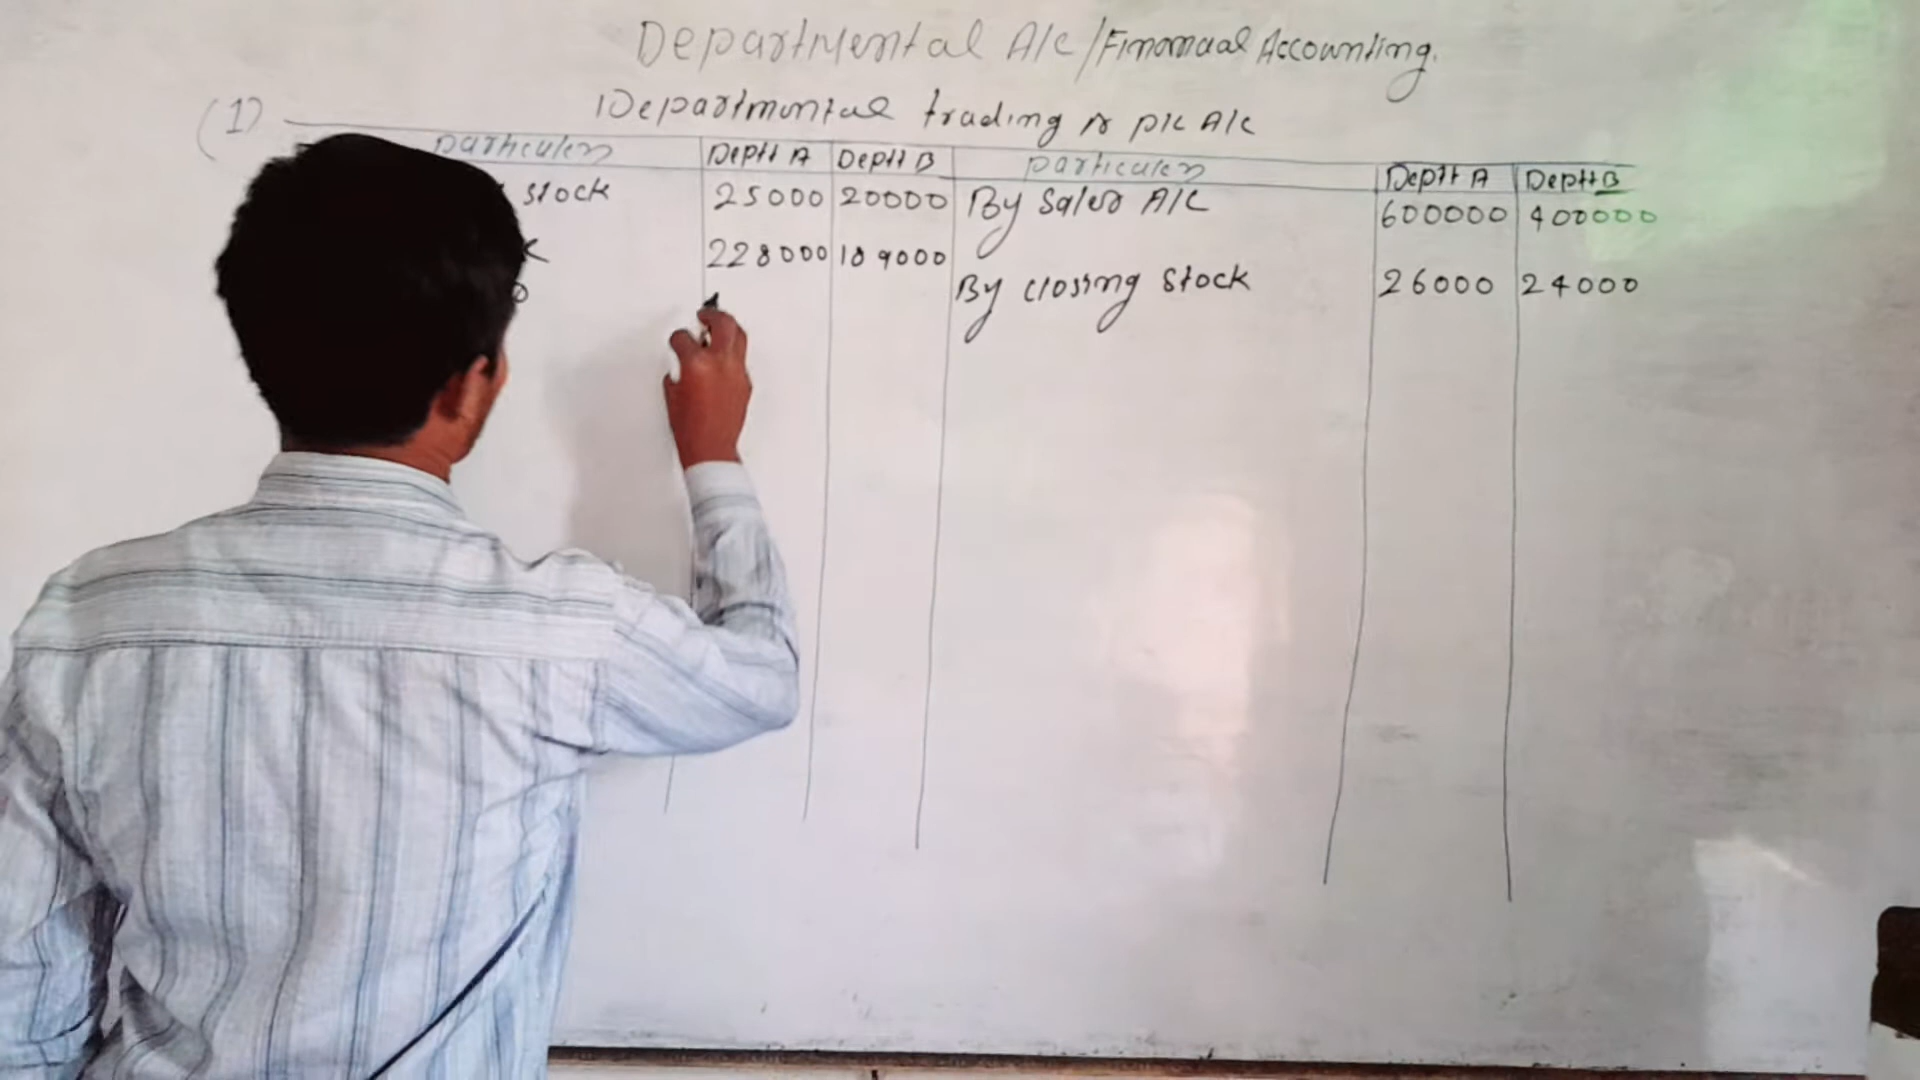 Departmental A/c / Financial Accounting.
(1)
Departmental trading & P/L A/c
particulars Deptt A Deptt B particulars Deptt A Deptt B
stock 25000 20000 By Sales A/c 600000 400000
228000 189000
By closing Stock 26000 24000